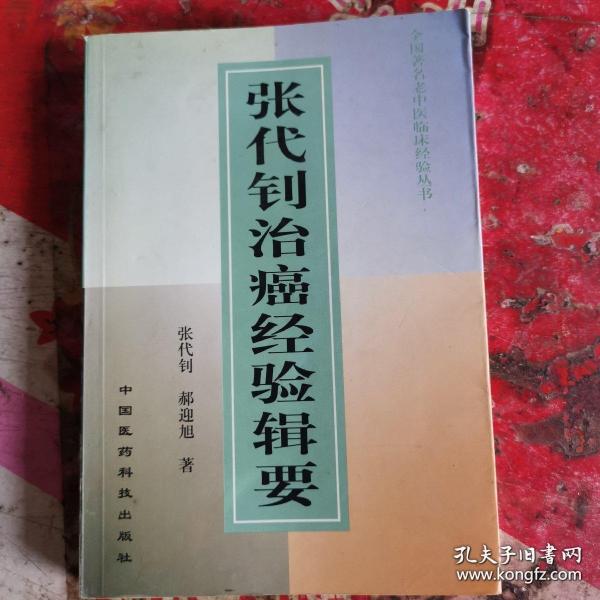 全国著名老中医临床经验丛书·
张代钊治癌经验辑要
张代钊 郝迎旭 著
中国医药科技出版社
孔夫子旧书网
www.kongfz.com